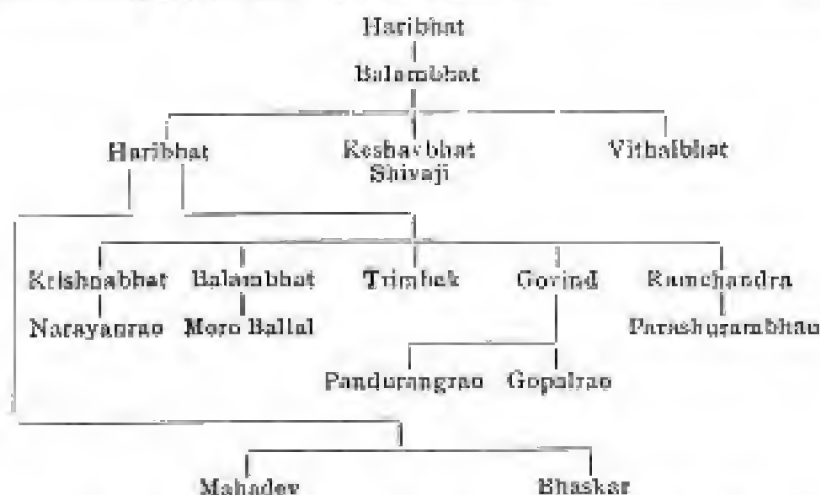 Haribhat
Balambhat
Haribhat Keshavbhat Vithalbhat
Shivaji
Krishnabhat Balambhat Trimbak Govind Ramchandra
Narayanrao Moro Ballal Parashurambhau
Pandurangrao Gopalrao
Mahadev Bhaskar